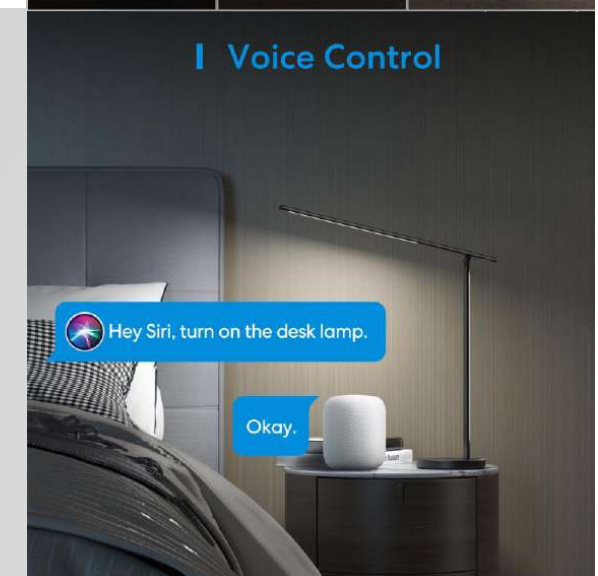 Voice Control
Hey Siri, turn on the desk lamp.
Okay.